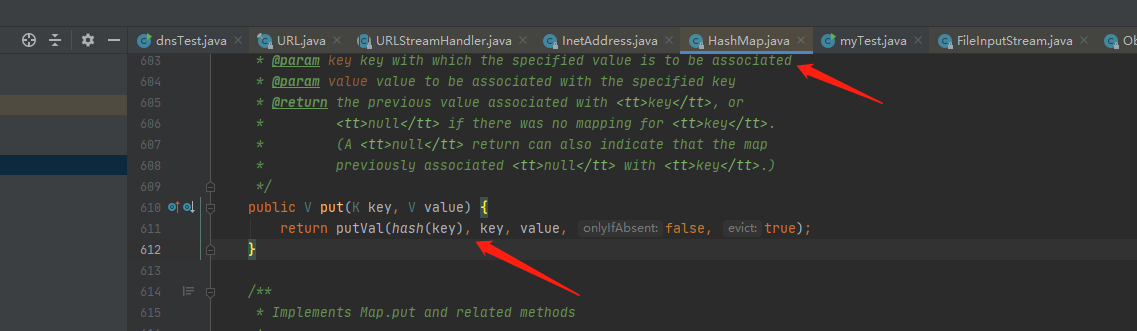 dnsTest.java URL.java URLStreamHandler.java InetAddress.java HashMap.java myTest.java FileInputStream.java Ob
603 * @param key key with which the specified value is to be associated
604 * @param value value to be associated with the specified key
605 * @return the previous value associated with <tt>key</tt>, or
606 * <tt>null</tt> if there was no mapping for <tt>key</tt>.
607 * (A <tt>null</tt> return can also indicate that the map
608 * previously associated <tt>null</tt> with <tt>key</tt>.)
609 */
610 public V put(K key, V value) {
611 return putVal(hash(key), key, value, onlyIfAbsent: false, evict: true);
612 }
613
614 /**
615 * Implements Map.put and related methods